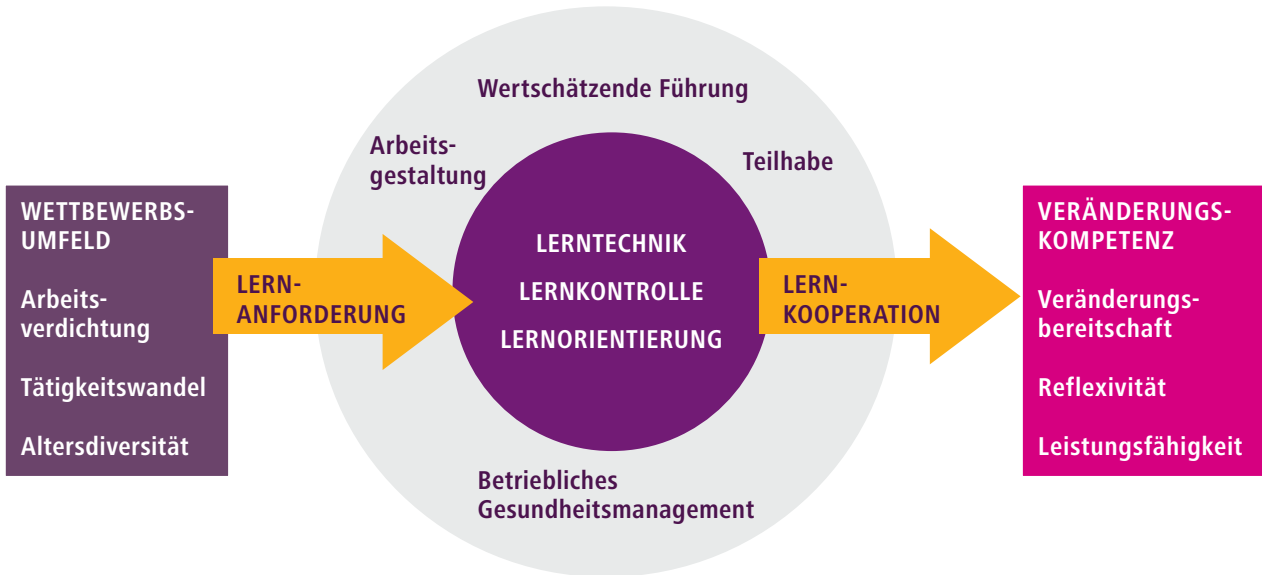 WETTBEWERBS-
UMFELD
Arbeits-
verdichtung
Tätigkeitswandel
Altersdiversität
LERN-
ANFORDERUNG
Wertschätzende Führung
Arbeits-
gestaltung
Teilhabe
LERNTECHNIK
LERNKONTROLLE
LERNORIENTIERUNG
Betriebliches
Gesundheitsmanagement
LERN-
KOOPERATION
VERÄNDERUNGS-
KOMPETENZ
Veränderungs-
bereitschaft
Reflexivität
Leistungsfähigkeit